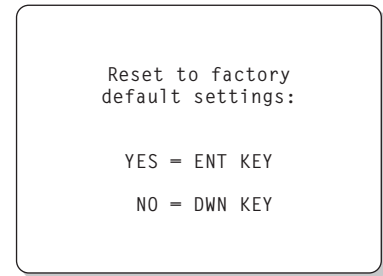 Reset to factory
default settings:
YES = ENT KEY
NO = DWN KEY